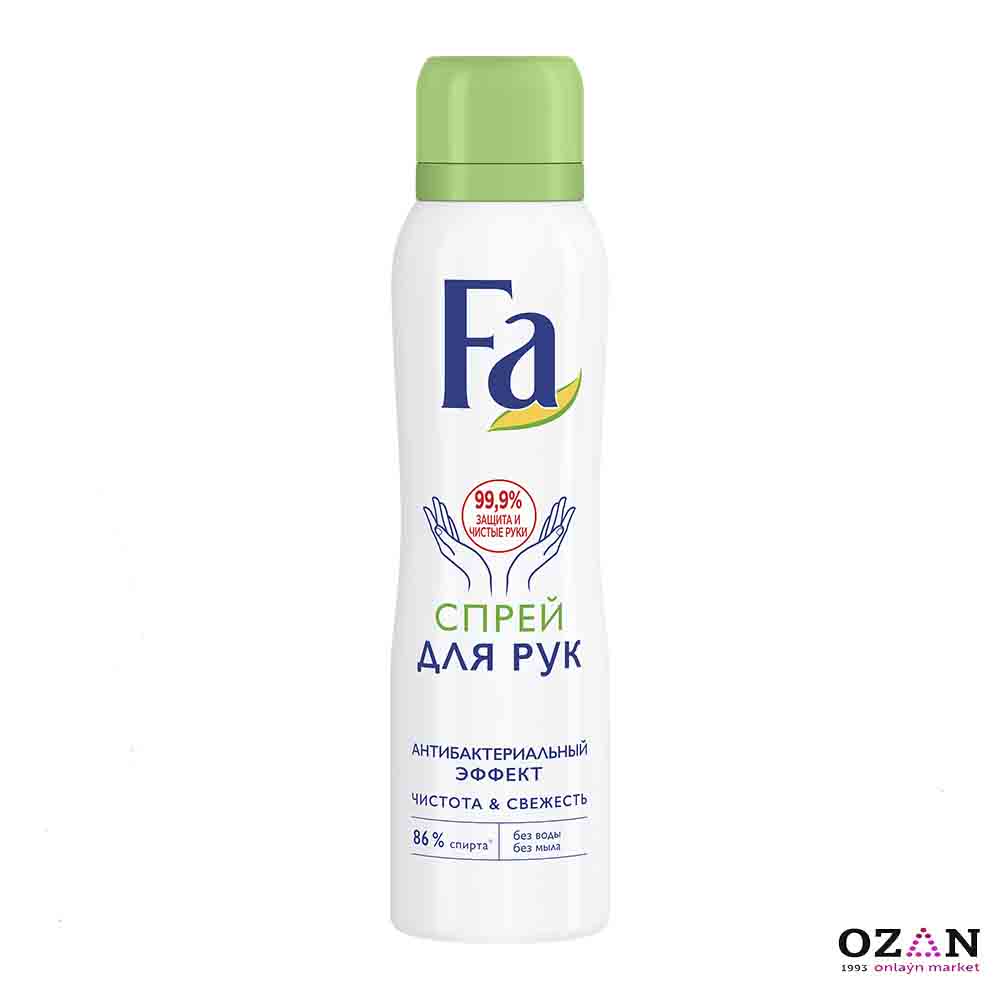 Fa
99,9%
ЗАЩИТА И
ЧИСТЫЕ РУКИ
СПРЕЙ
ДЛЯ РУК
АНТИБАКТЕРИАЛЬНЫЙ
ЭФФЕКТ
ЧИСТОТА & СВЕЖЕСТЬ
86% спирта*
без воды
без мыла
OZAN
1993 onlaýn market